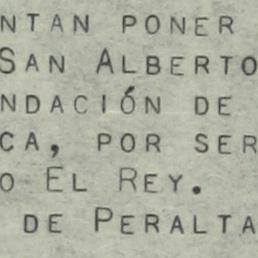 NTAN PONER
SAN ALBERTO
NDACIÓN DE
CA, POR SER
O EL REY.
DE PERALTA